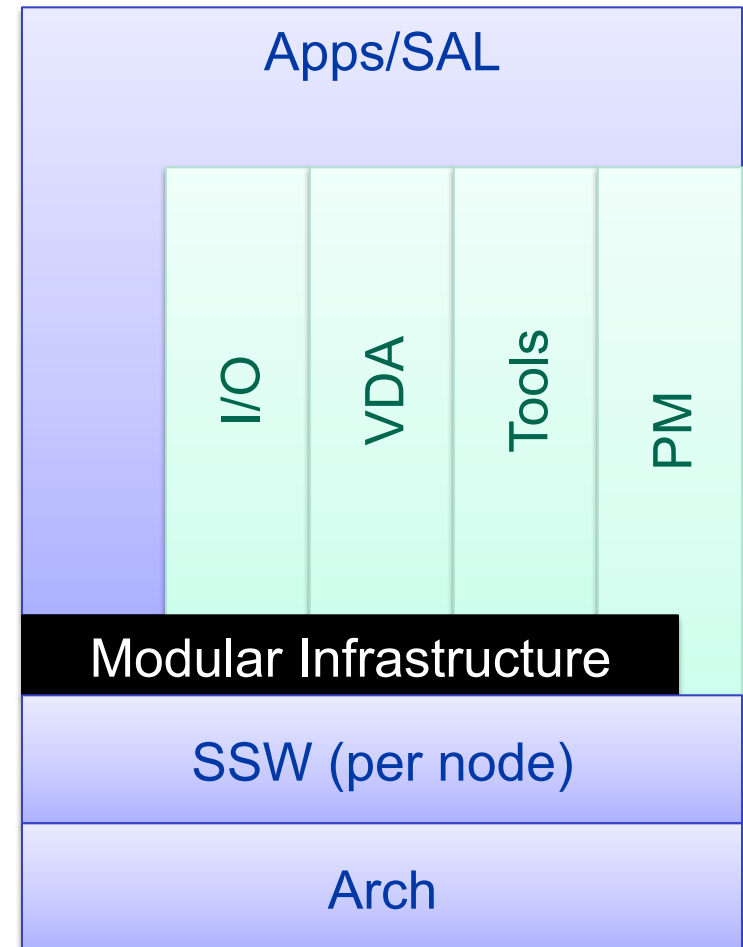 Apps/SAL
I/O
VDA
Tools
PM
Modular Infrastructure
SSW (per node)
Arch